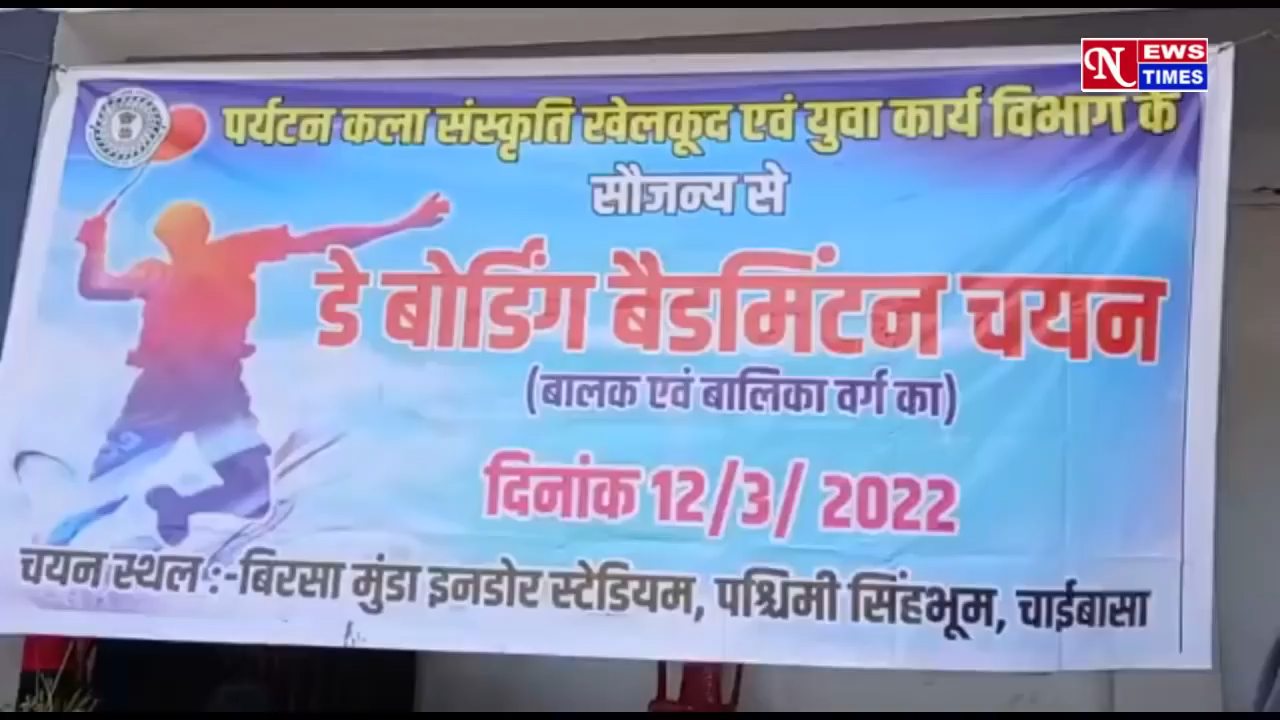 NEWS
TIMES
पर्यटन कला संस्कृति खेलकूद एवं युवा कार्य विभाग के
सौजन्य से
डे बोर्डिंग बैडमिंटन चयन
(बालक एवं बालिका वर्ग का)
दिनांक 12/3/ 2022
चयन स्थल :-बिरसा मुंडा इनडोर स्टेडियम, पश्चिमी सिंहभूम, चाईबासा